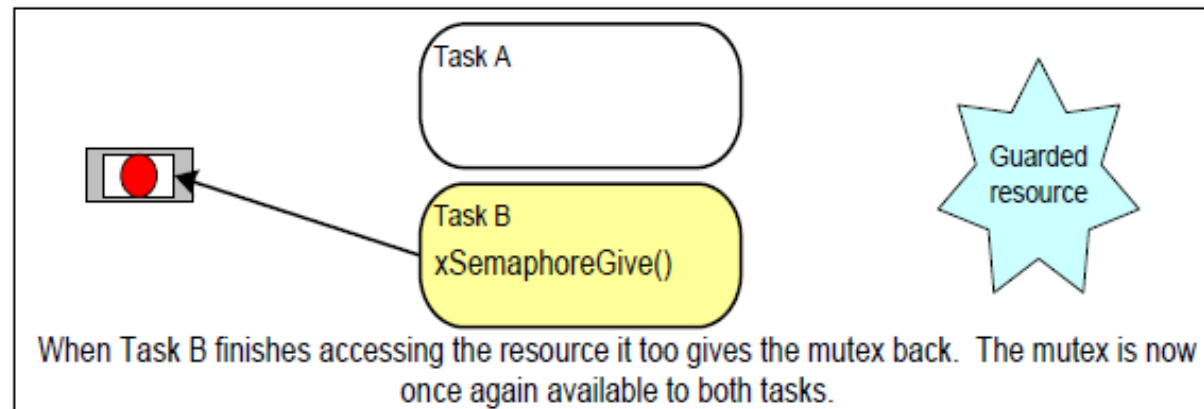 Task A
Guarded
resource
Task B
xSemaphoreGive()
When Task B finishes accessing the resource it too gives the mutex back. The mutex is now
once again available to both tasks.